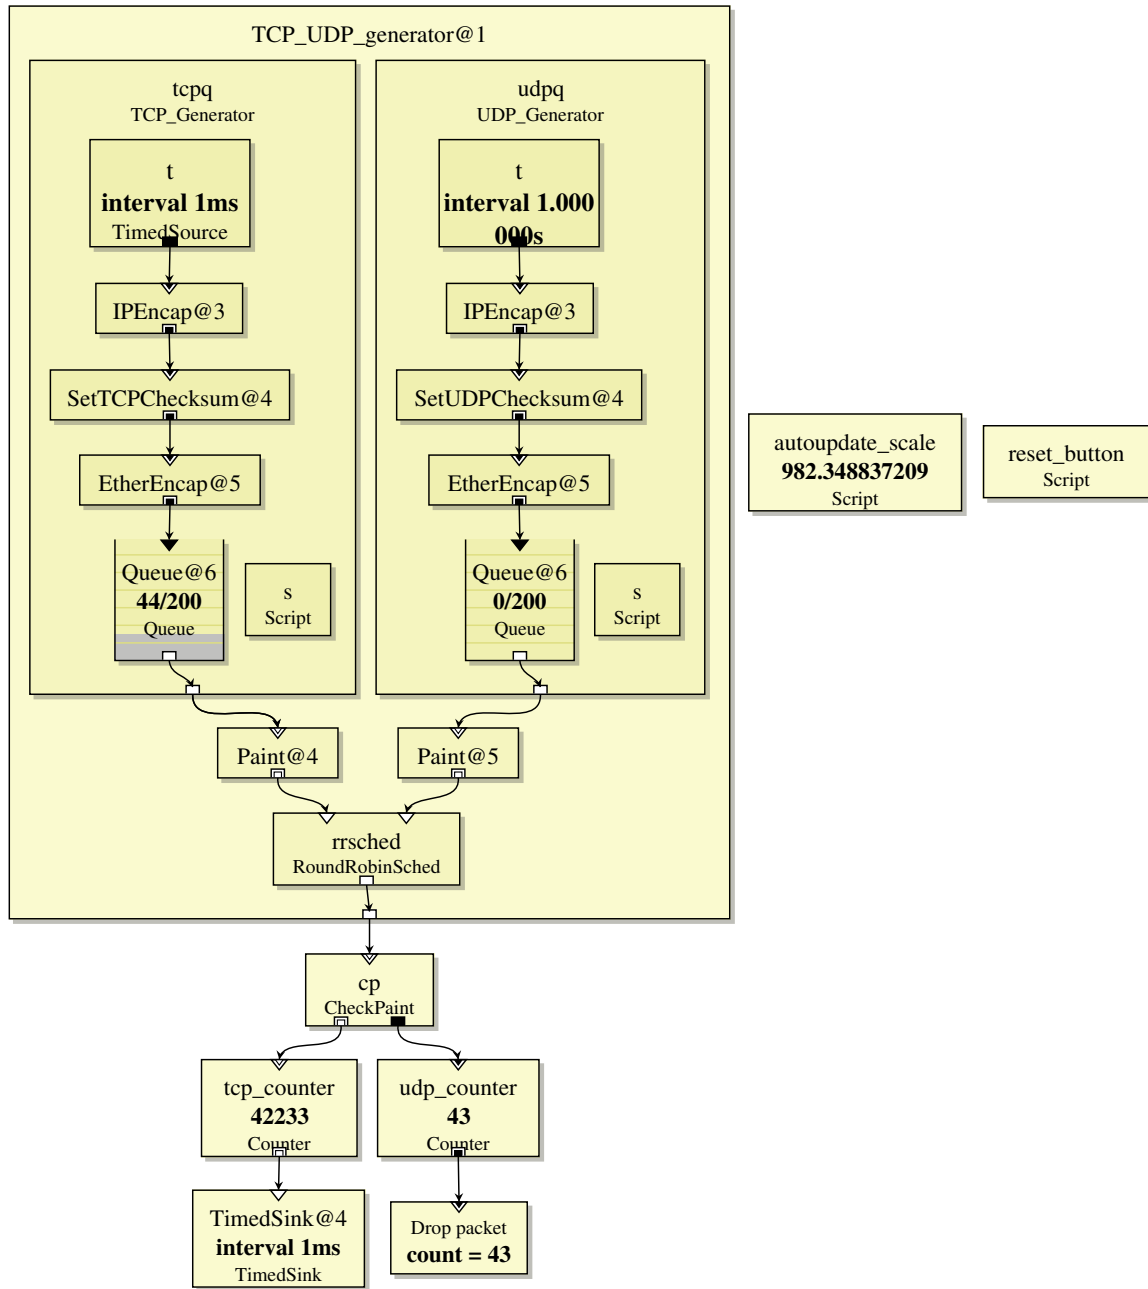 TCP_UDP_generator@1
tcpq
TCP_Generator
t
interval 1ms
TimedSource
IPEncap@3
SetTCPChecksum@4
EtherEncap@5
Queue@6
44/200
Queue
s
Script
udpq
UDP_Generator
t
interval 1.000
000s
IPEncap@3
SetUDPChecksum@4
EtherEncap@5
Queue@6
0/200
Queue
s
Script
Paint@4
Paint@5
rrsched
RoundRobinSched
cp
CheckPaint
tcp_counter
42233
Counter
udp_counter
43
Counter
TimedSink@4
interval 1ms
TimedSink
Drop packet
count = 43
autoupdate_scale
982.348837209
Script
reset_button
Script